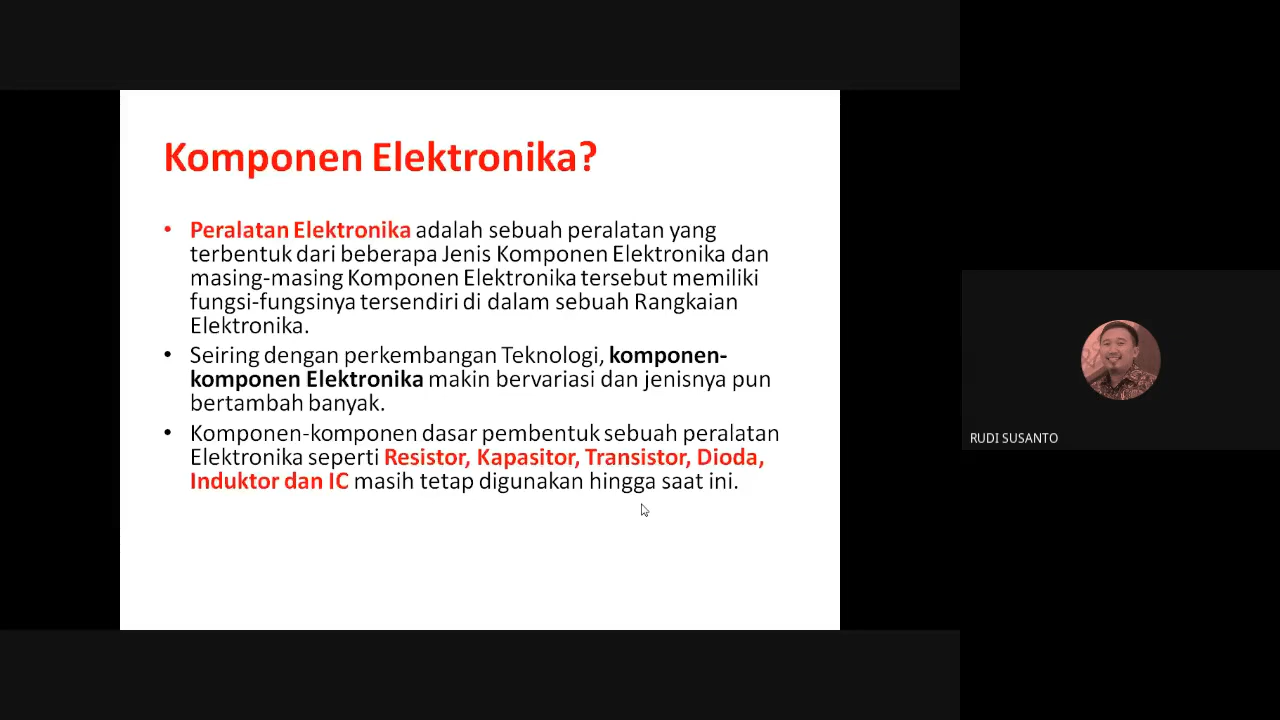 Komponen Elektronika?
• Peralatan Elektronika adalah sebuah peralatan yang
terbentuk dari beberapa Jenis Komponen Elektronika dan
masing-masing Komponen Elektronika tersebut memiliki
fungsi-fungsinya tersendiri di dalam sebuah Rangkaian
Elektronika.
• Seiring dengan perkembangan Teknologi, komponen-
komponen Elektronika makin bervariasi dan jenisnya pun
bertambah banyak.
• Komponen-komponen dasar pembentuk sebuah peralatan
Elektronika seperti Resistor, Kapasitor, Transistor, Dioda,
Induktor dan IC masih tetap digunakan hingga saat ini.
RUDI SUSANTO